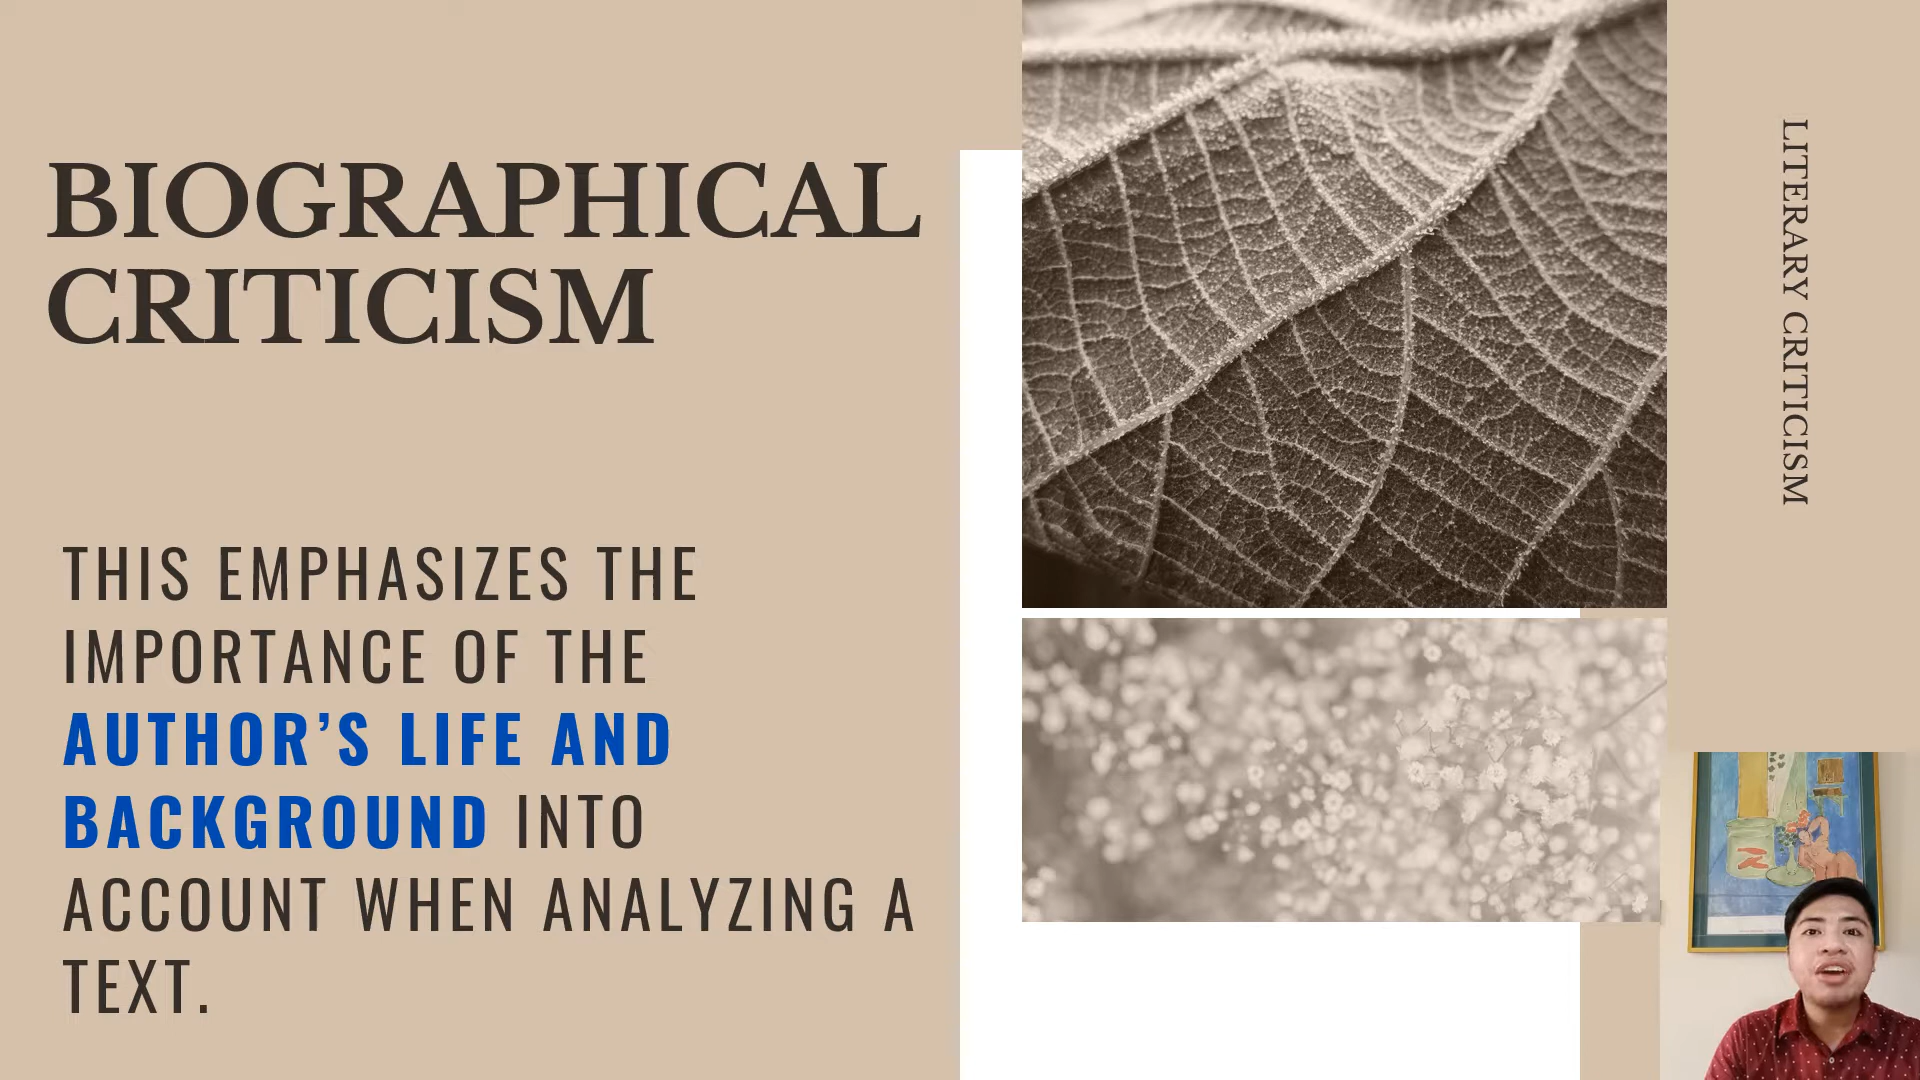 BIOGRAPHICAL
CRITICISM
THIS EMPHASIZES THE
IMPORTANCE OF THE
AUTHOR’S LIFE AND
BACKGROUND INTO
ACCOUNT WHEN ANALYZING A
TEXT.
LITERARY CRITICISM